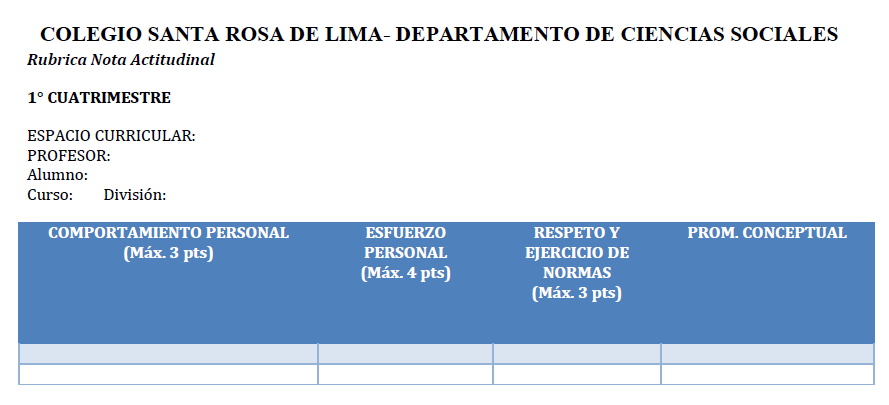 COLEGIO SANTA ROSA DE LIMA- DEPARTAMENTO DE CIENCIAS SOCIALES
Rubrica Nota Actitudinal
1° CUATRIMESTRE
ESPACIO CURRICULAR:
PROFESOR:
Alumno:
Curso: División:
COMPORTAMIENTO PERSONAL
(Máx. 3 pts)
ESFUERZO
PERSONAL
(Máx. 4 pts)
RESPETO Y
EJERCICIO DE
NORMAS
(Máx. 3 pts)
PROM. CONCEPTUAL